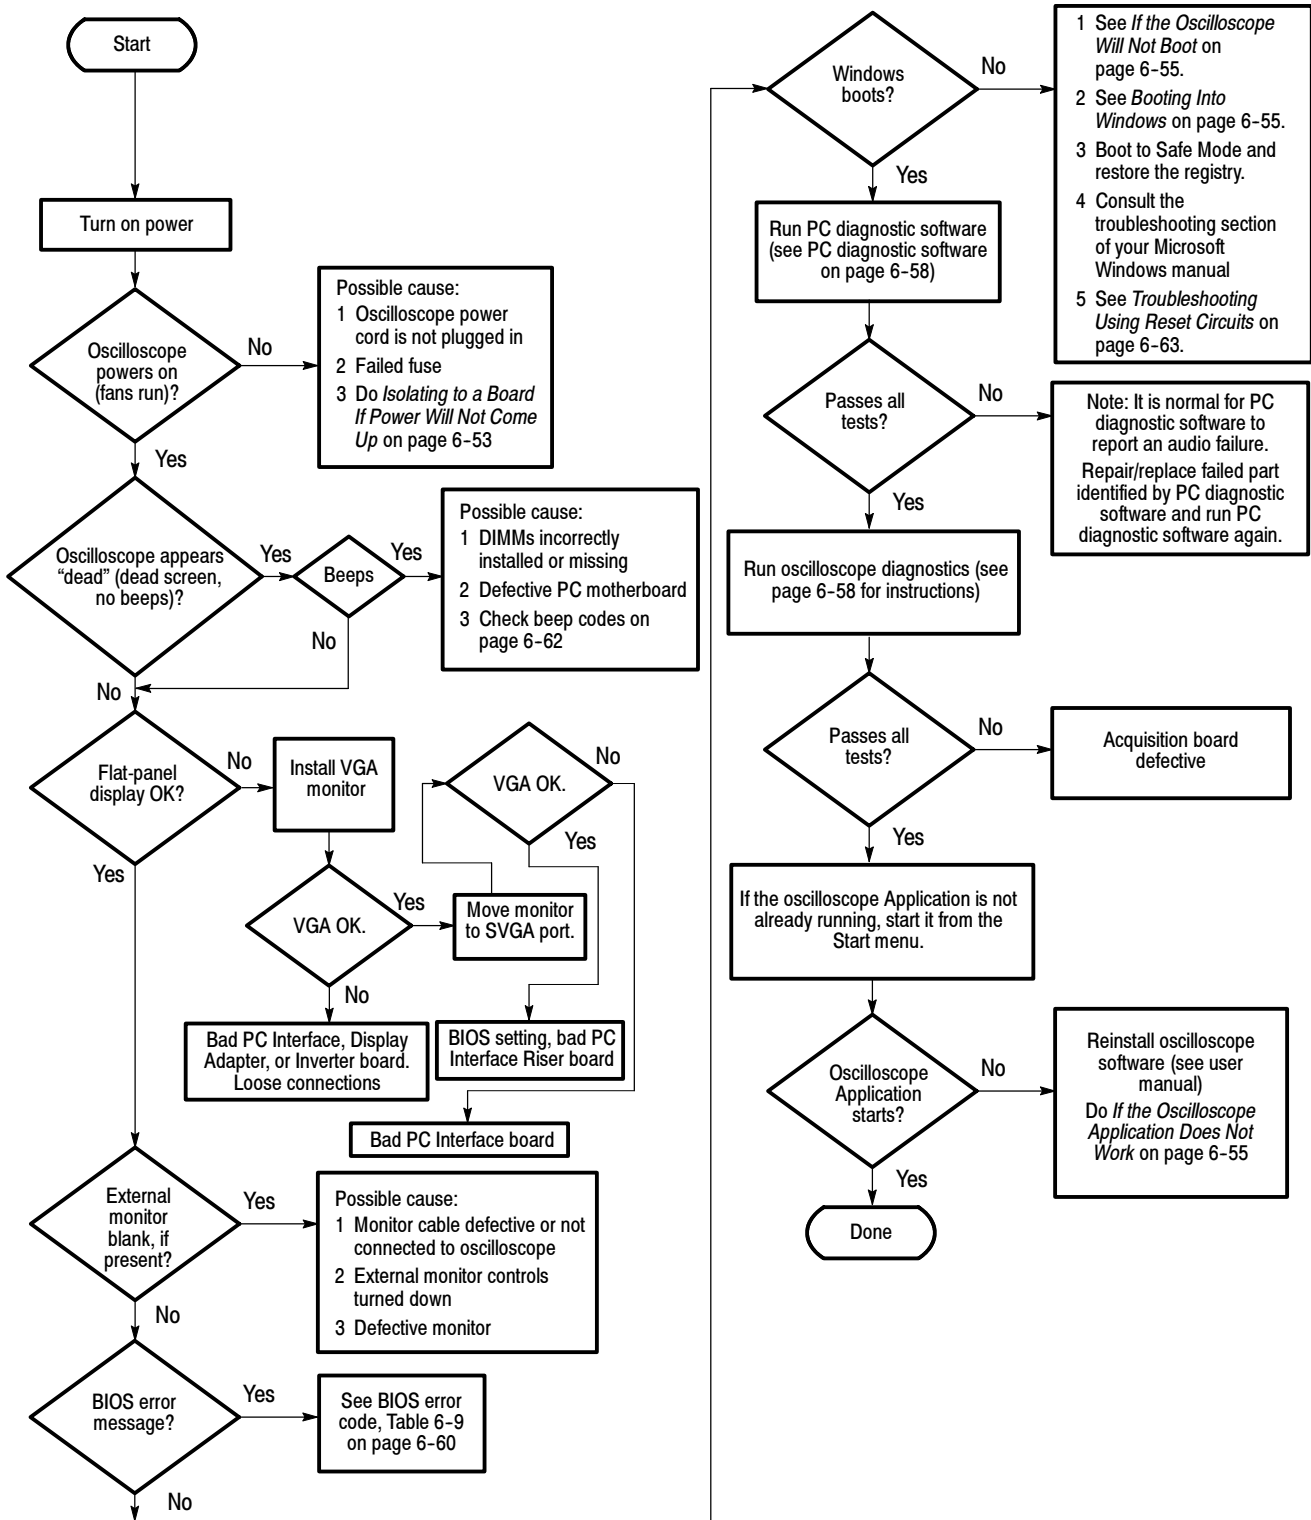 Start
Turn on power
Oscilloscope
powers on
(fans run)?
No
Possible cause:
1 Oscilloscope power
cord is not plugged in
2 Failed fuse
3 Do Isolating to a Board
If Power Will Not Come
Up on page 6-53
Yes
Oscilloscope appears
“dead” (dead screen,
no beeps)?
Yes
Beeps
Yes
Possible cause:
1 DIMMs incorrectly
installed or missing
2 Defective PC motherboard
3 Check beep codes on
page 6-62
No
No
Flat-panel
display OK?
No
Install VGA
monitor
VGA OK.
No
Yes
Yes
VGA OK.
Yes
Move monitor
to SVGA port.
No
Bad PC Interface, Display
Adapter, or Inverter board.
Loose connections
BIOS setting, bad PC
Interface Riser board
Bad PC Interface board
External
monitor
blank, if
present?
Yes
Possible cause:
1 Monitor cable defective or not
connected to oscilloscope
2 External monitor controls
turned down
3 Defective monitor
No
BIOS error
message?
Yes
See BIOS error
code, Table 6-9
on page 6-60
No
Windows
boots?
No
1 See If the Oscilloscope
Will Not Boot on
page 6-55.
2 See Booting Into
Windows on page 6-55.
3 Boot to Safe Mode and
restore the registry.
4 Consult the
troubleshooting section
of your Microsoft
Windows manual
5 See Troubleshooting
Using Reset Circuits on
page 6-63.
Yes
Run PC diagnostic software
(see PC diagnostic software
on page 6-58)
Passes all
tests?
No
Note: It is normal for PC
diagnostic software to
report an audio failure.
Repair/replace failed part
identified by PC diagnostic
software and run PC
diagnostic software again.
Yes
Run oscilloscope diagnostics (see
page 6-58 for instructions)
Passes all
tests?
No
Acquisition board
defective
Yes
If the oscilloscope Application is not
already running, start it from the
Start menu.
Oscilloscope
Application
starts?
No
Reinstall oscilloscope
software (see user
manual)
Do If the Oscilloscope
Application Does Not
Work on page 6-55
Yes
Done